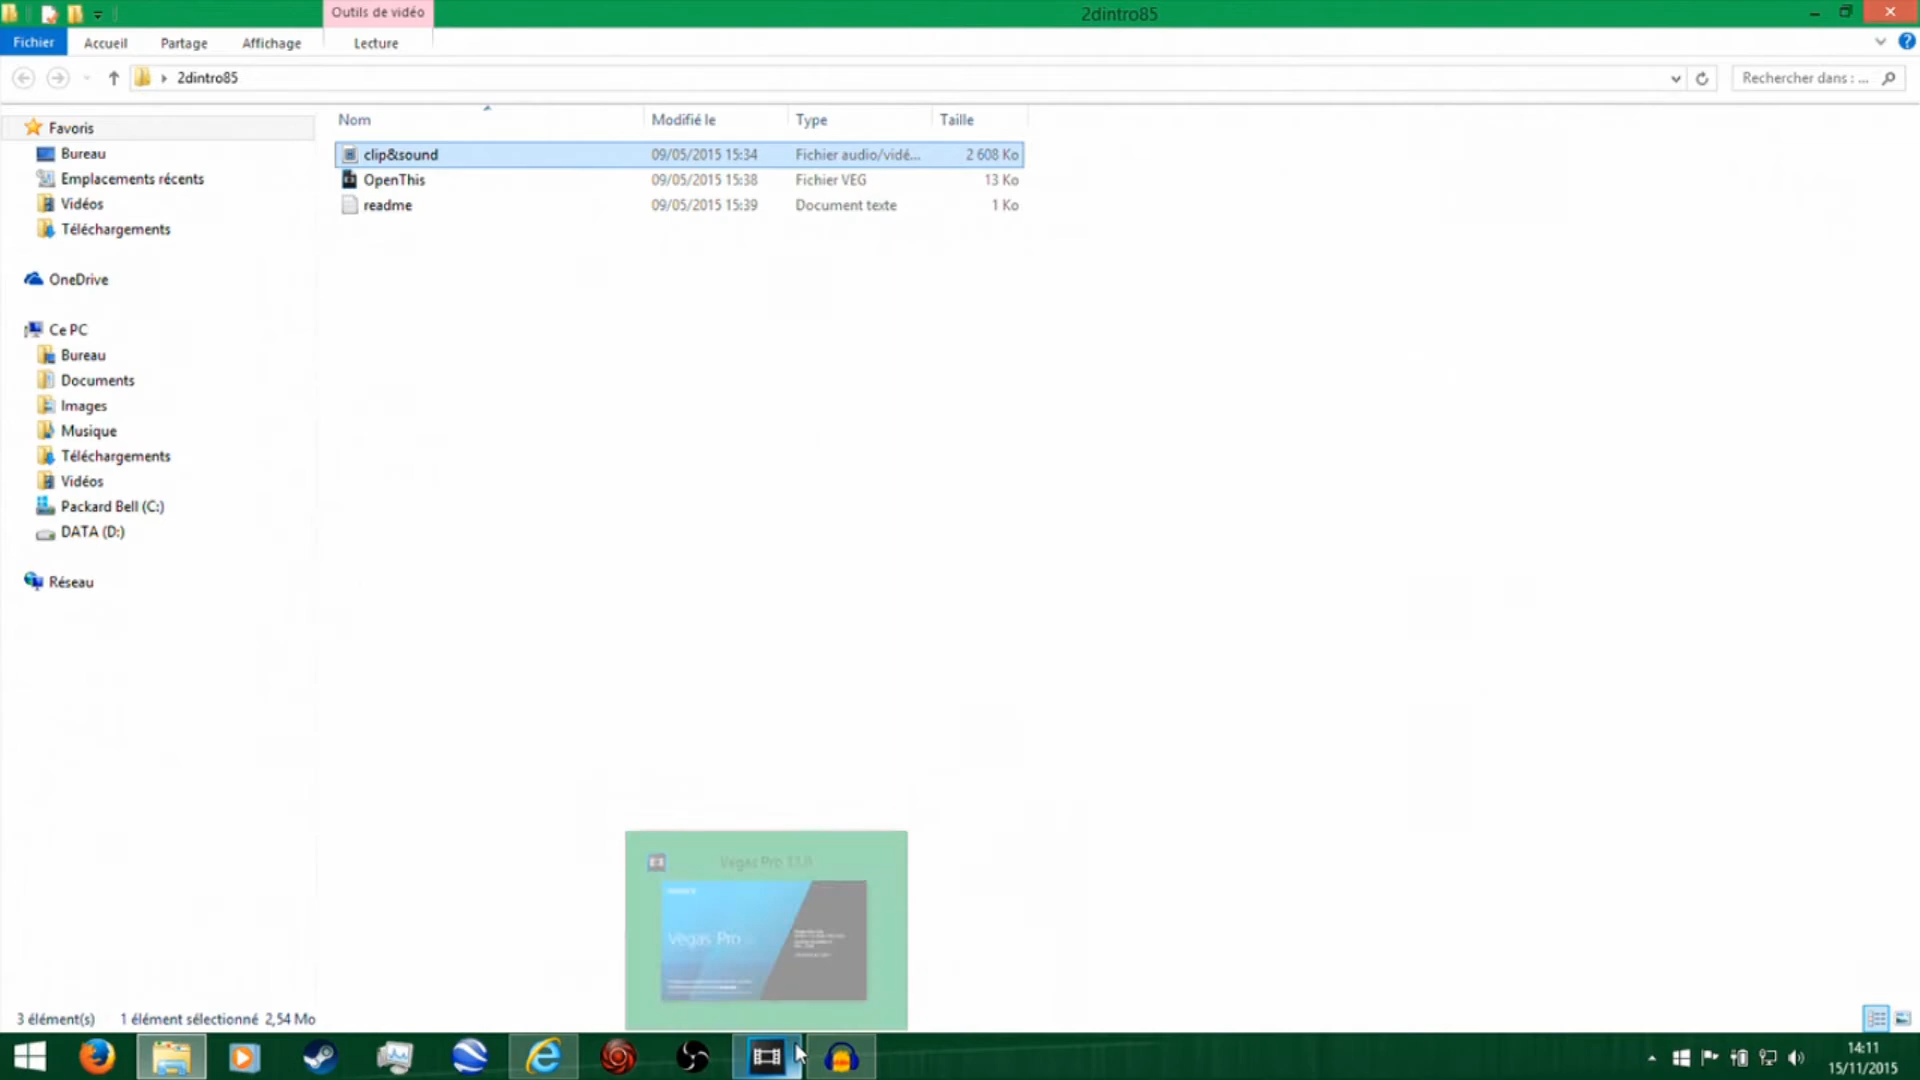 Outils de vidéo
2dintro85
Fichier
Accueil
Partage
Affichage
Lecture
2dintro85
Rechercher dans : ...
Nom
Modifié le
Type
Taille
clip&sound
09/05/2015 15:34
Fichier audio/vidé...
2 608 Ko
OpenThis
09/05/2015 15:38
Fichier VEG
13 Ko
readme
09/05/2015 15:39
Document texte
1 Ko
Favoris
Bureau
Emplacements récents
Vidéos
Téléchargements
OneDrive
Ce PC
Bureau
Documents
Images
Musique
Téléchargements
Vidéos
Packard Bell (C:)
DATA (D:)
Réseau
Vegas Pro 13.0
Vegas Pro
3 élément(s)
1 élément sélectionné 2,54 Mo
14:11
15/11/2015